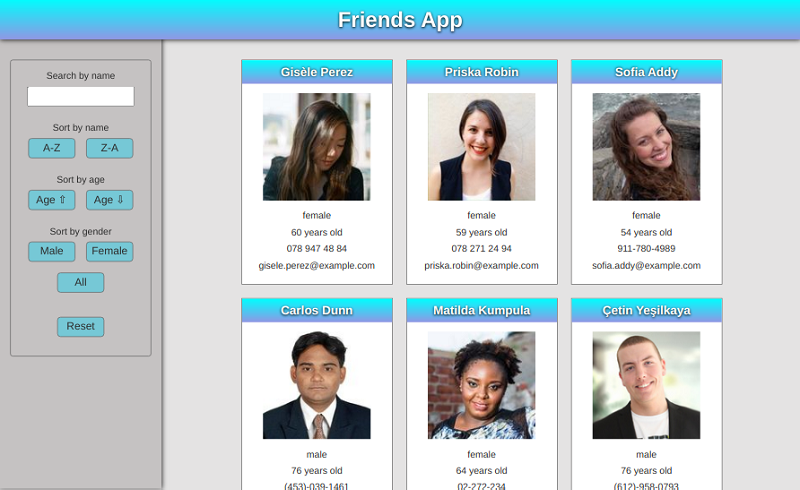 Friends App
Search by name
Sort by name
A-Z Z-A
Sort by age
Age ⇧ Age ⇩
Sort by gender
Male Female
All
Reset
Gisèle Perez
female
60 years old
078 947 48 84
gisele.perez@example.com
Priska Robin
female
59 years old
078 271 24 94
priska.robin@example.com
Sofia Addy
female
54 years old
911-780-4989
sofia.addy@example.com
Carlos Dunn
male
76 years old
(453)-039-1461
Matilda Kumpula
female
64 years old
02-272-234
Çetin Yeşilkaya
male
76 years old
(612)-958-0793